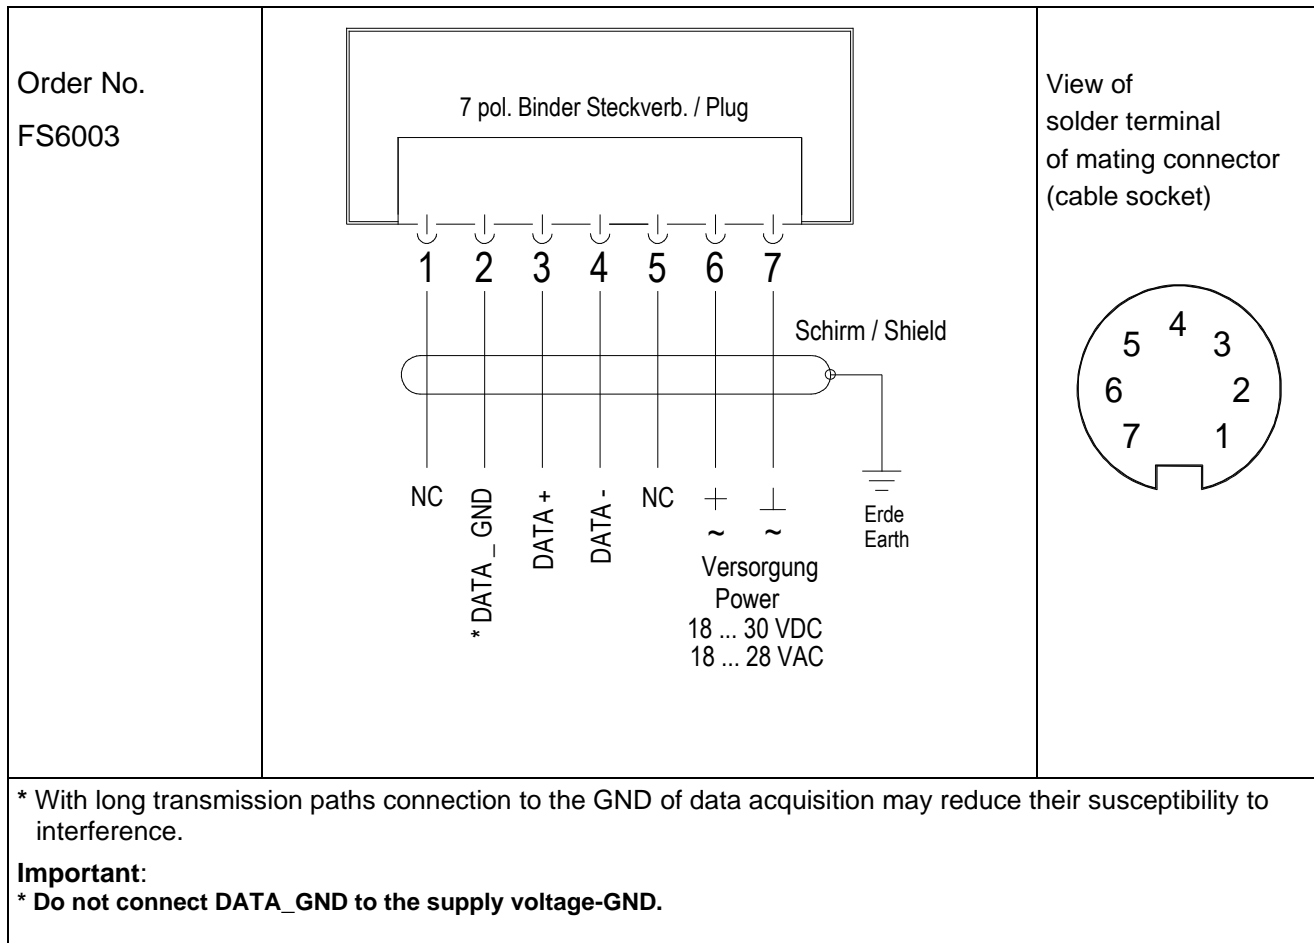 Order No.
FS6003
7 pol. Binder Steckverb. / Plug
1 2 3 4 5 6 7
Schirm / Shield
NC
* DATA _ GND
DATA +
DATA -
NC
+
⊥
~ ~
Versorgung
Power
18 ... 30 VDC
18 ... 28 VAC
Erde
Earth
View of
solder terminal
of mating connector
(cable socket)
4
5 3
6 2
7 1
* With long transmission paths connection to the GND of data acquisition may reduce their susceptibility to
interference.
Important:
* Do not connect DATA_GND to the supply voltage-GND.